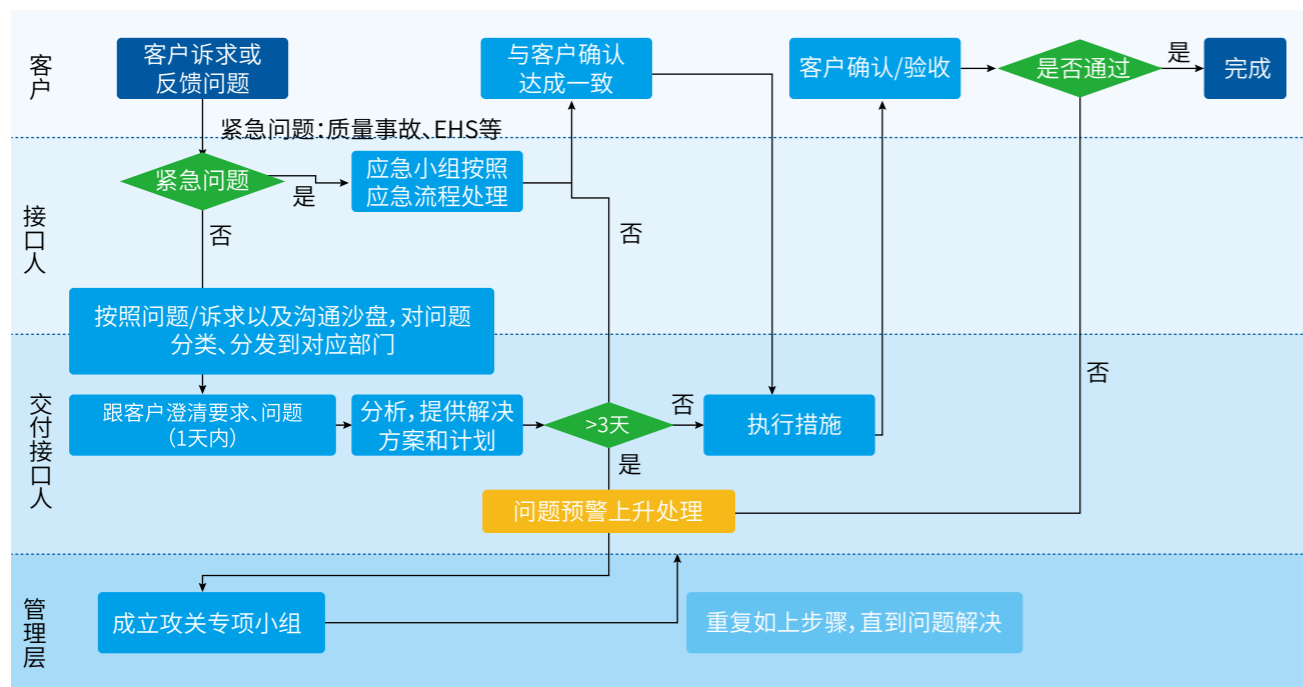 客户
客户诉求或
反馈问题
与客户确认
达成一致
客户确认/验收
是否通过
是
完成
紧急问题：质量事故、EHS等
接口人
紧急问题
是
应急小组按照
应急流程处理
否
否
按照问题/诉求以及沟通沙盘，对问题
分类、分发到对应部门
交付接口人
跟客户澄清要求、问题
（1天内）
分析，提供解决
方案和计划
>3天
否
执行措施
否
是
问题预警上升处理
管理层
成立攻关专项小组
重复如上步骤，直到问题解决